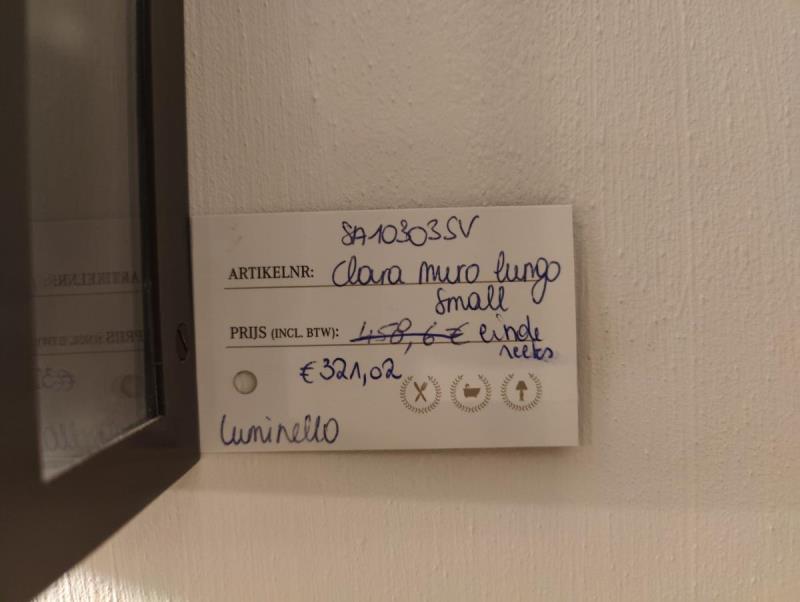 SA10303SV
ARTIKELNR: Clara muro lungo
small
PRIJS (INCL. BTW): 458,6 € einde
reeks
€ 321,02
Luminello